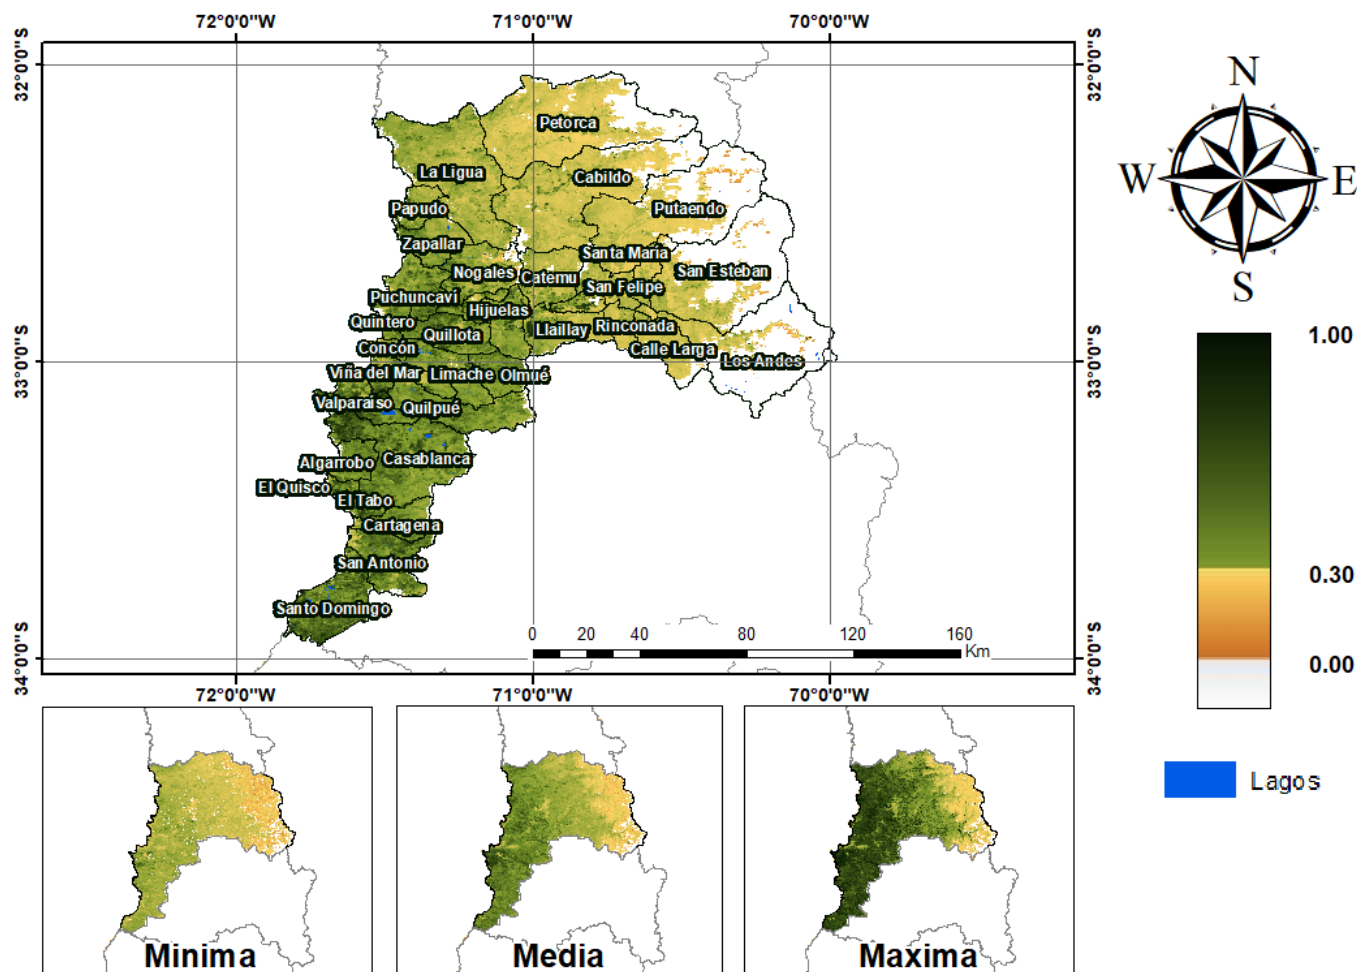 72°0'0"W 71°0'0"W 70°0'0"W
32°0'0"S 32°0'0"S
33°0'0"S 33°0'0"S
34°0'0"S 34°0'0"S
Petorca
La Ligua
Cabildo
Papudo
Putaendo
Zapallar
Santa María
Nogales
Catemu
San Esteban
San Felipe
Puchuncaví
Hijuelas
Quintero
Quillota
Llaillay
Rinconada
Concón
Calle Larga
Los Andes
Viña del Mar
Limache
Olmué
Valparaíso
Quilpué
Algarrobo
Casablanca
El Quisco
El Tabo
Cartagena
San Antonio
Santo Domingo
0 20 40 80 120 160
Km
72°0'0"W 71°0'0"W 70°0'0"W
N
W E
S
1.00
0.30
0.00
Lagos
Minima
Media
Maxima